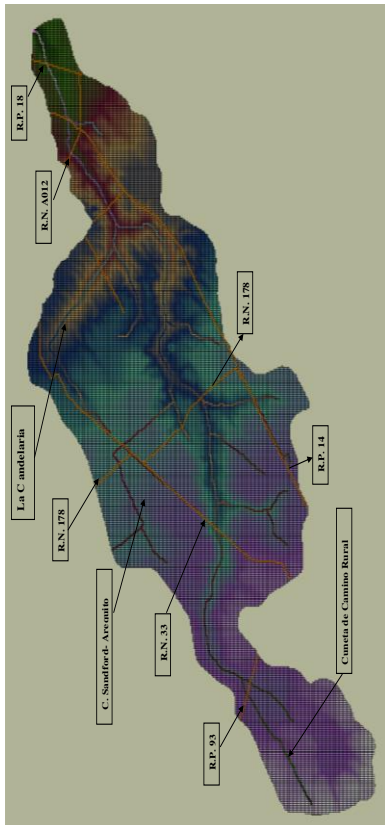 R.P. 18
R.N. A012
La C andelaria
R.N. 178
R.N. 178
R.P. 14
C. Sandford- Arequito
R.N. 33
Cuneta de Camino Rural
R.P. 93